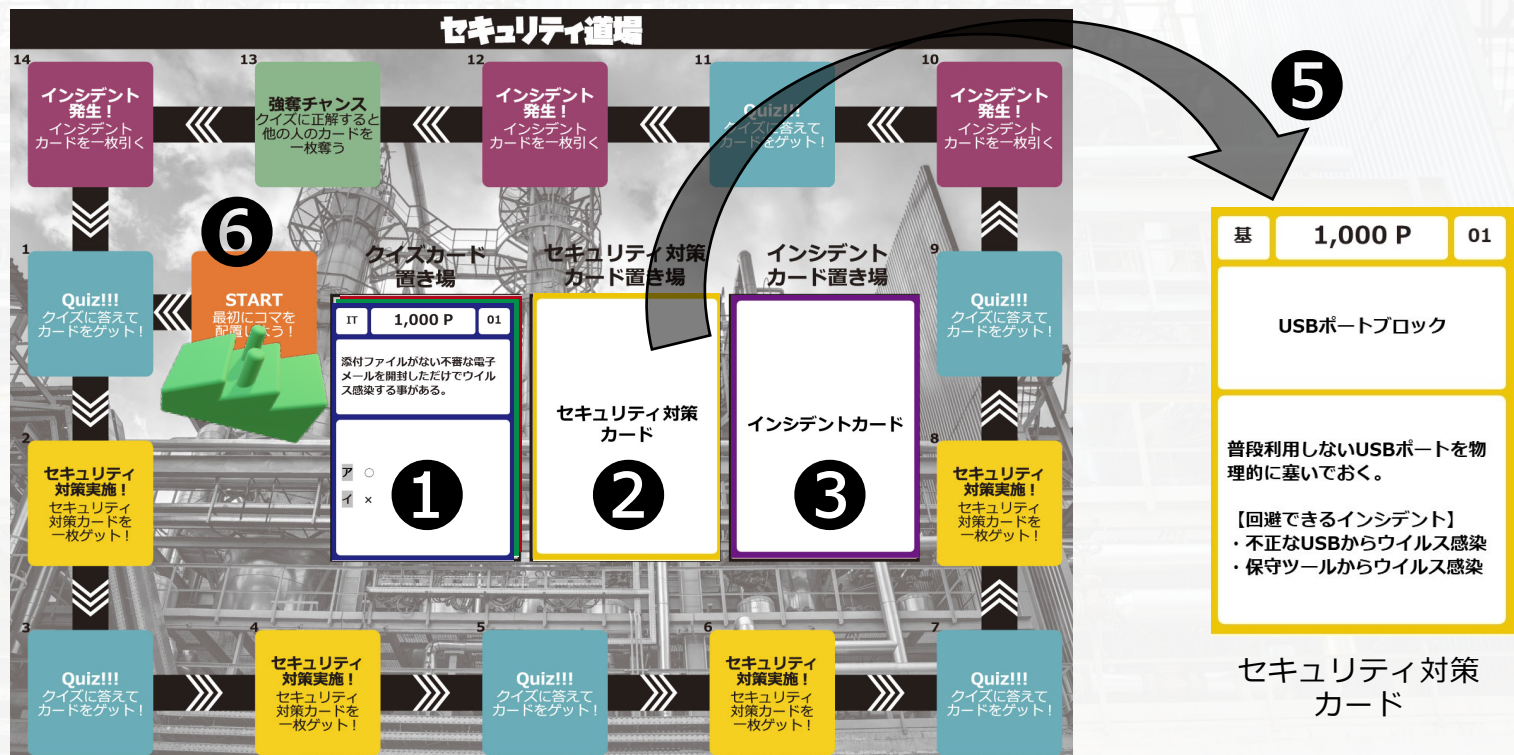 セキュリティ道場
14
インシデント
発生！
インシデント
カードを一枚引く
13
強奪チャンス
クイズに正解すると
他の人のカードを
一枚奪う
12
インシデント
発生！
インシデント
カードを一枚引く
11
Quiz!!!
クイズに答えて
カードをゲット！
10
インシデント
発生！
インシデント
カードを一枚引く
❺
1
Quiz!!!
クイズに答えて
カードをゲット！
❻
START
最初にコマを
配置しよう！
クイズカード
置き場
IT
1,000 P
01
添付ファイルがない不審な電子
メールを開封しただけでウイル
ス感染する事がある。
ア ○
イ ×
❶
セキュリティ対策
カード置き場
セキュリティ対策
カード
❷
インシデント
カード置き場
インシデントカード
❸
9
Quiz!!!
クイズに答えて
カードをゲット！
2
セキュリティ
対策実施！
セキュリティ
対策カードを
一枚ゲット！
8
セキュリティ
対策実施！
セキュリティ
対策カードを
一枚ゲット！
3
Quiz!!!
クイズに答えて
カードをゲット！
4
セキュリティ
対策実施！
セキュリティ
対策カードを
一枚ゲット！
5
Quiz!!!
クイズに答えて
カードをゲット！
6
セキュリティ
対策実施！
セキュリティ
対策カードを
一枚ゲット！
7
Quiz!!!
クイズに答えて
カードをゲット！
基
1,000 P
01
USBポートブロック
普段利用しないUSBポートを物
理的に塞いでおく。
【回避できるインシデント】
・不正なUSBからウイルス感染
・保守ツールからウイルス感染
セキュリティ対策
カード